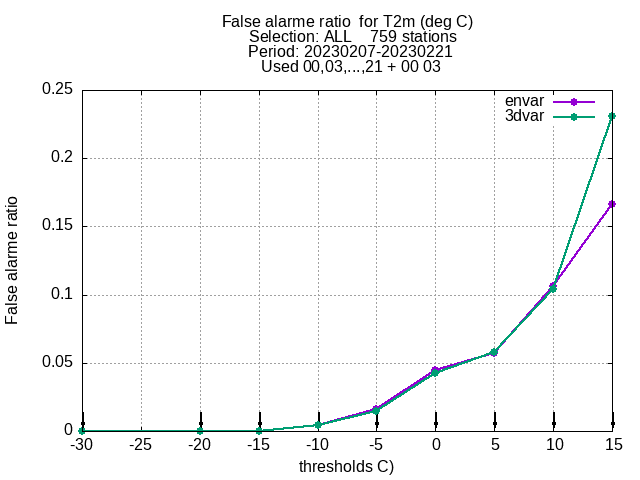 False alarme ratio  for T2m (deg C)
Selection: ALL    759 stations
Period: 20230207-20230221
Used 00,03,...,21 + 00 03
envar
3dvar
False alarme ratio
0.25
0.2
0.15
0.1
0.05
0
-30 -25 -20 -15 -10 -5 0 5 10 15
thresholds C)